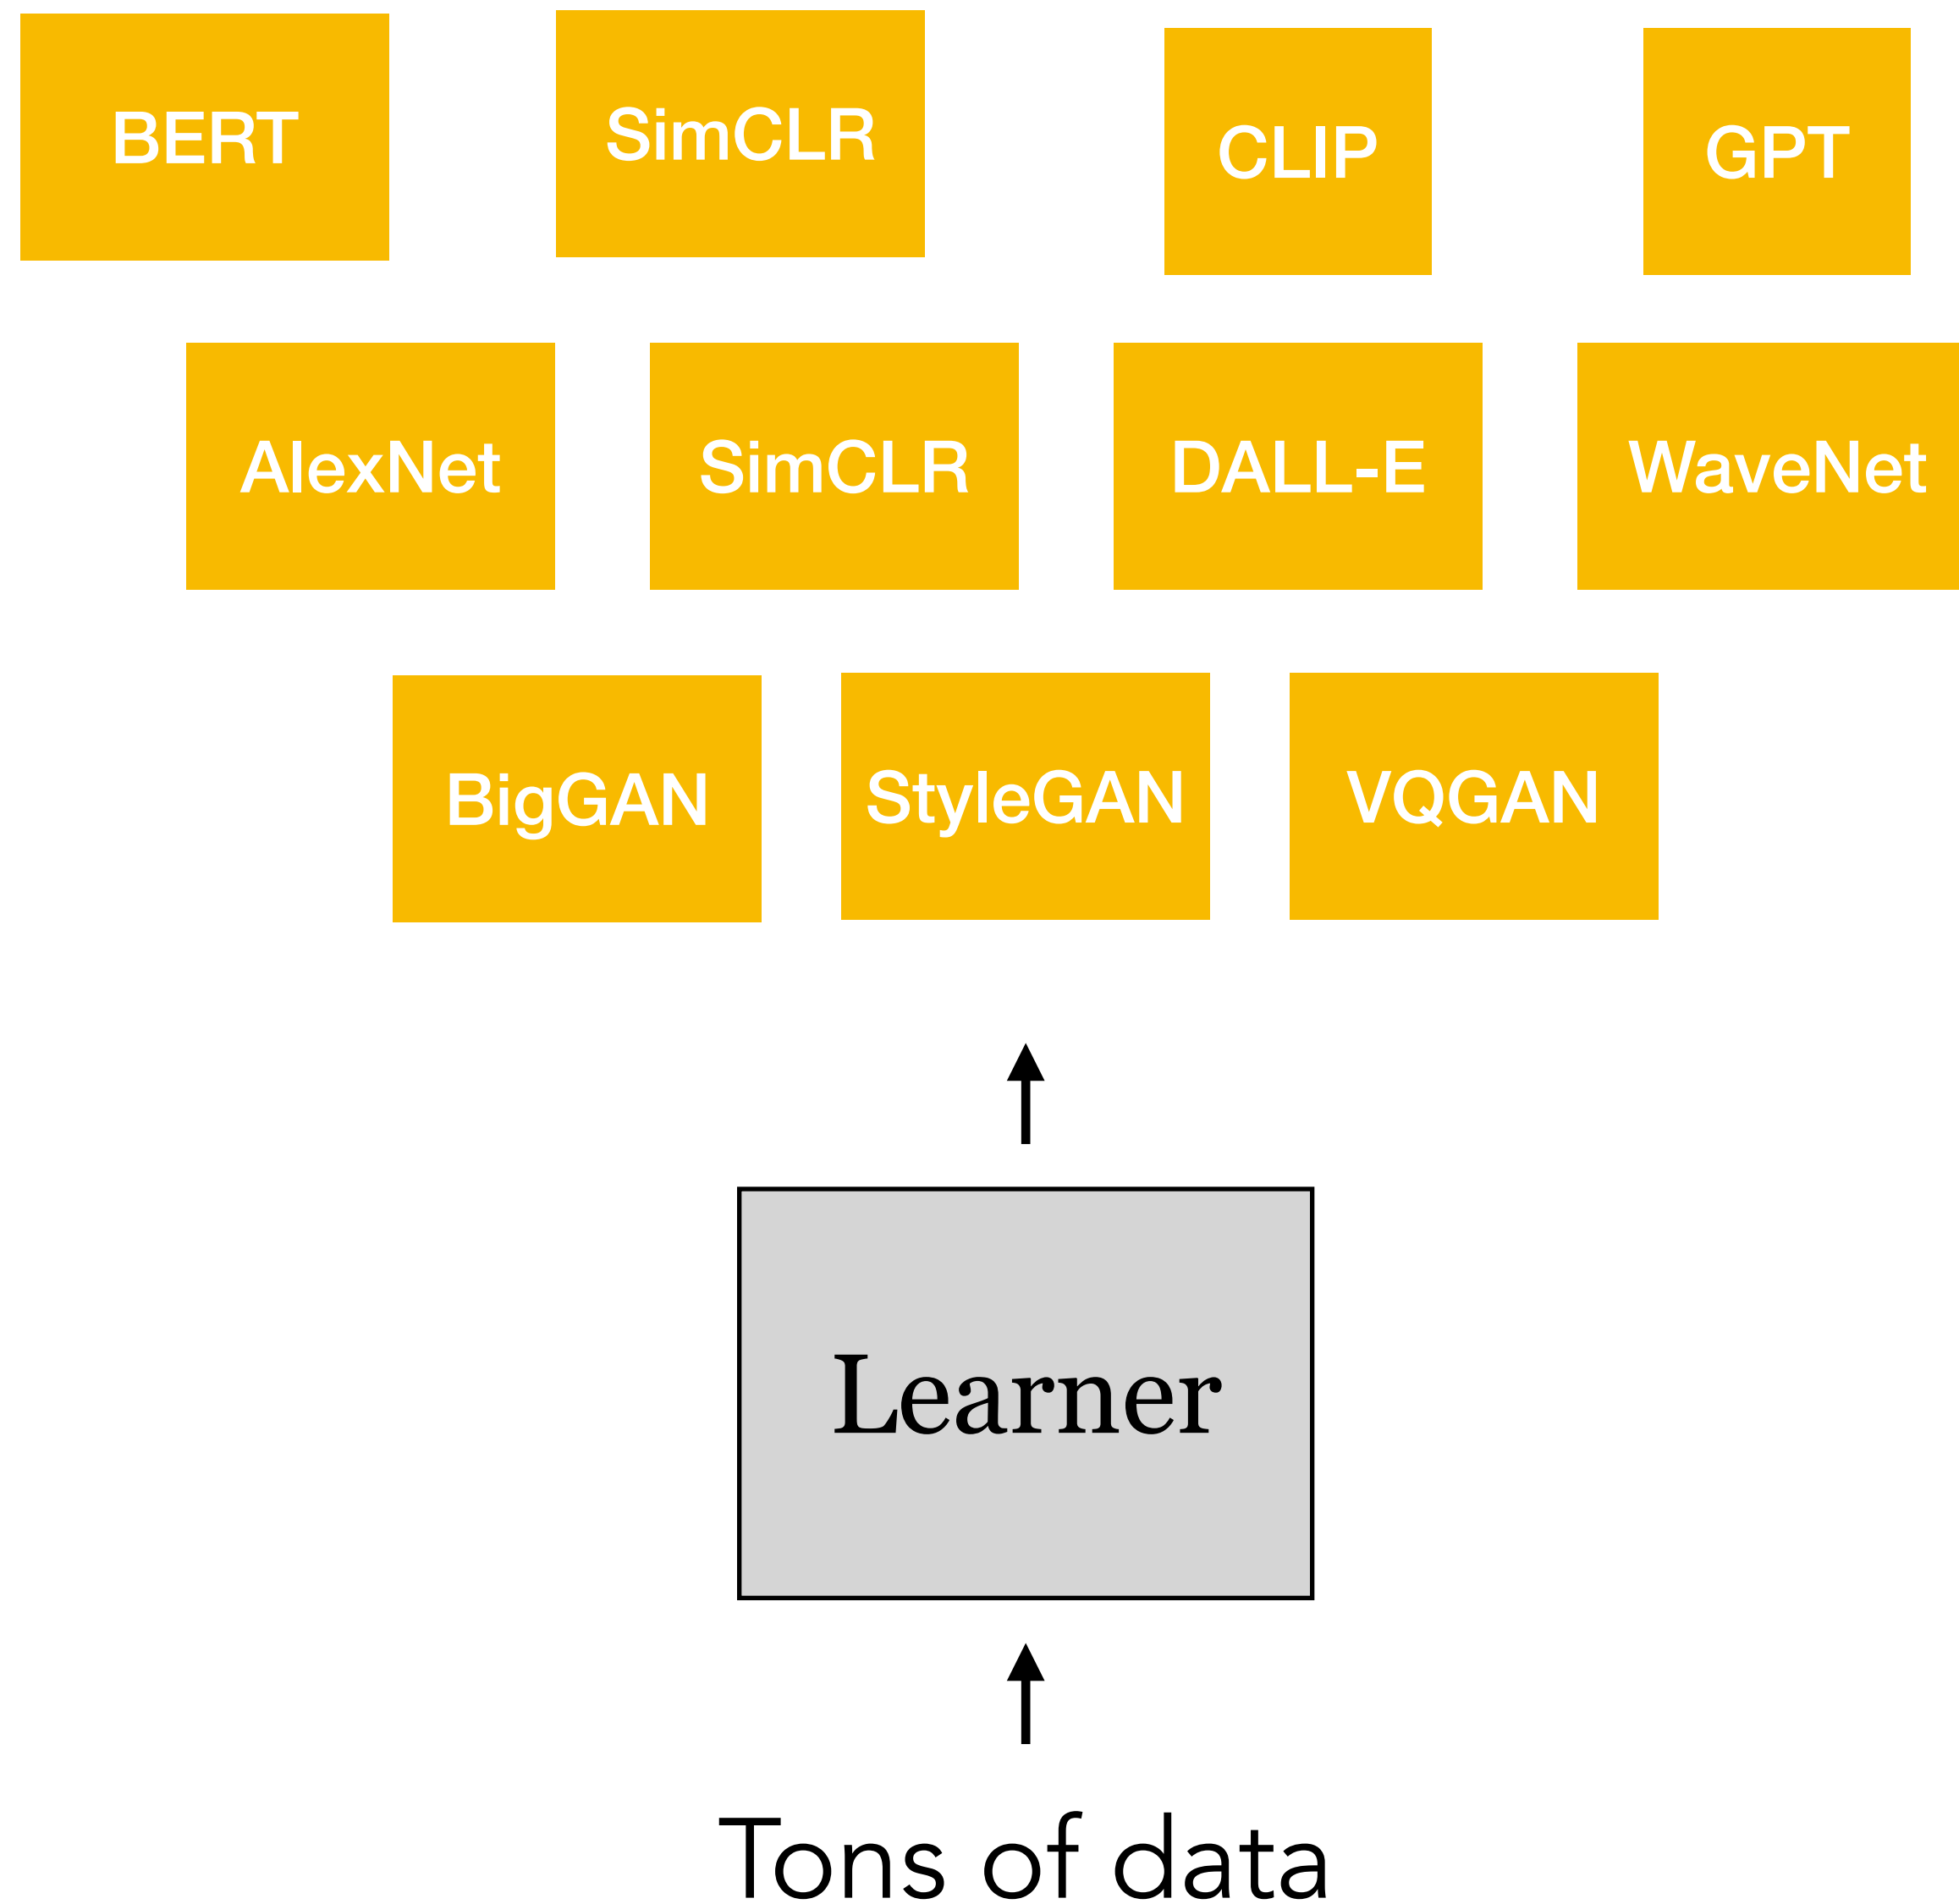 BERT
SimCLR
CLIP
GPT
AlexNet
SimCLR
DALL-E
WaveNet
BigGAN
StyleGAN
VQGAN
Learner
Tons of data